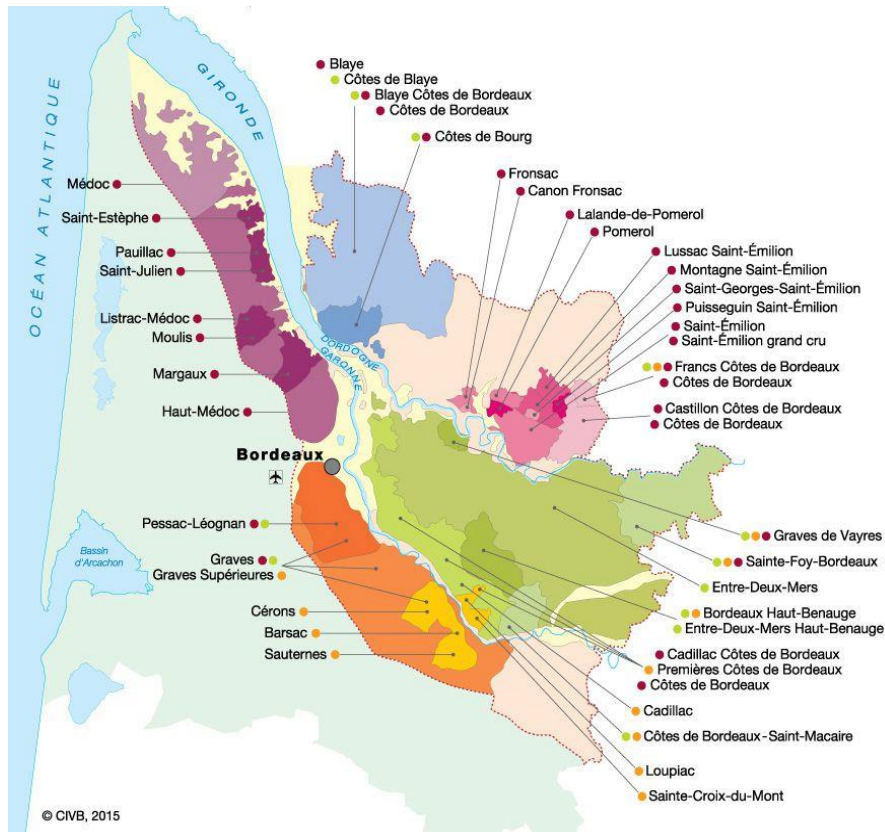 OCÉAN ATLANTIQUE
GIRONDE
Blaye
Côtes de Blaye
Blaye Côtes de Bordeaux
Côtes de Bordeaux
Côtes de Bourg
Fronsac
Canon Fronsac
Lalande-de-Pomerol
Pomerol
Lussac Saint-Émilion
Montagne Saint-Émilion
Saint-Georges-Saint-Émilion
Puisseguin Saint-Émilion
Saint-Émilion
Saint-Émilion grand cru
Francs Côtes de Bordeaux
Côtes de Bordeaux
Castillon Côtes de Bordeaux
Côtes de Bordeaux
Médoc
Saint-Estèphe
Pauillac
Saint-Julien
Listrac-Médoc
Moulis
Margaux
Haut-Médoc
DORDOGNE
GARONNE
Bordeaux
Pessac-Léognan
Graves
Graves Supérieures
Cérons
Barsac
Sauternes
Bassin
d'Arcachon
Graves de Vayres
Sainte-Foy-Bordeaux
Entre-Deux-Mers
Bordeaux Haut-Benauge
Entre-Deux-Mers Haut-Benauge
Cadillac Côtes de Bordeaux
Premières Côtes de Bordeaux
Côtes de Bordeaux
Cadillac
Côtes de Bordeaux-Saint-Macaire
Loupiac
Sainte-Croix-du-Mont
© CIVB, 2015